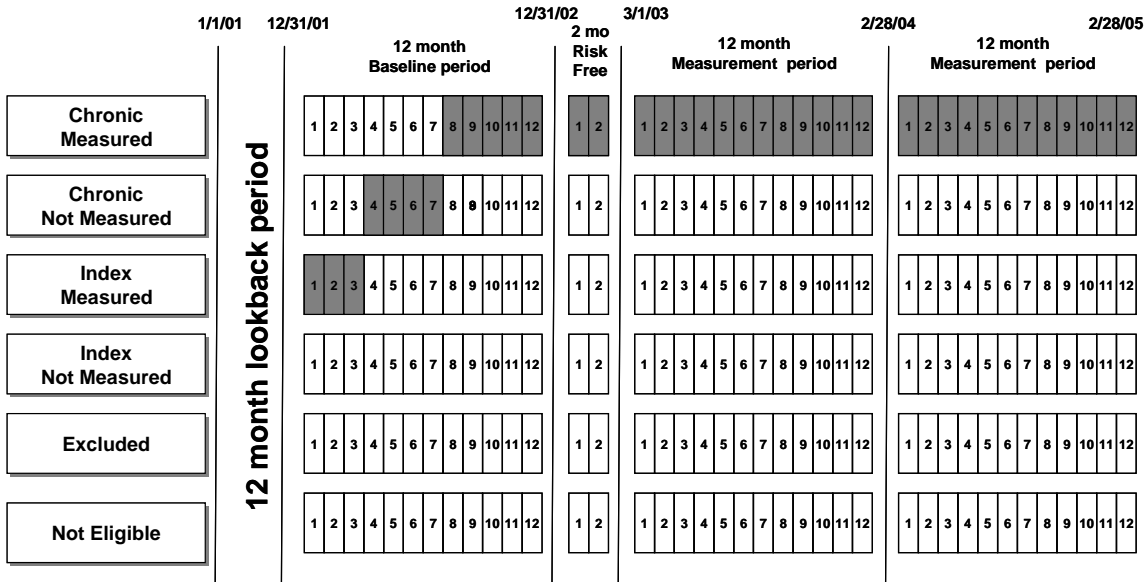 1/1/01 12/31/01 12/31/02 3/1/03 2/28/04 2/28/05
12 month
Baseline period
2 mo
Risk
Free
12 month
Measurement period
12 month
Measurement period
12 month lookback period
Chronic
Measured
1 2 3 4 5 6 7 8 9 10 11 12 1 2 1 2 3 4 5 6 7 8 9 10 11 12 1 2 3 4 5 6 7 8 9 10 11 12
Chronic
Not Measured
1 2 3 4 5 6 7 8 9 10 11 12 1 2 1 2 3 4 5 6 7 8 9 10 11 12 1 2 3 4 5 6 7 8 9 10 11 12
Index
Measured
1 2 3 4 5 6 7 8 9 10 11 12 1 2 1 2 3 4 5 6 7 8 9 10 11 12 1 2 3 4 5 6 7 8 9 10 11 12
Index
Not Measured
1 2 3 4 5 6 7 8 9 10 11 12 1 2 1 2 3 4 5 6 7 8 9 10 11 12 1 2 3 4 5 6 7 8 9 10 11 12
Excluded
1 2 3 4 5 6 7 8 9 10 11 12 1 2 1 2 3 4 5 6 7 8 9 10 11 12 1 2 3 4 5 6 7 8 9 10 11 12
Not Eligible
1 2 3 4 5 6 7 8 9 10 11 12 1 2 1 2 3 4 5 6 7 8 9 10 11 12 1 2 3 4 5 6 7 8 9 10 11 12